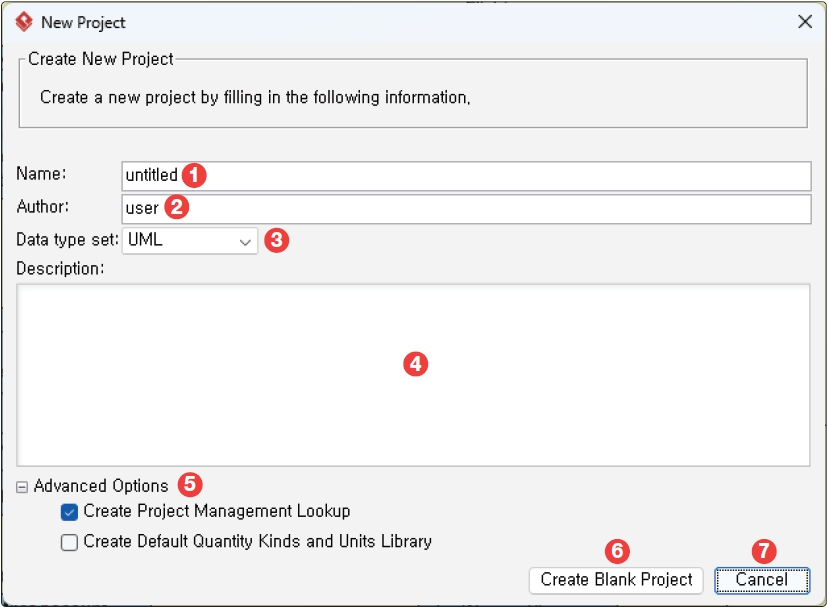 New Project
Create New Project
Create a new project by filling in the following information,
Name: untitled 1
Author: user 2
Data type set: UML 3
Description:
4
Advanced Options 5
Create Project Management Lookup
Create Default Quantity Kinds and Units Library
6 7
Create Blank Project Cancel